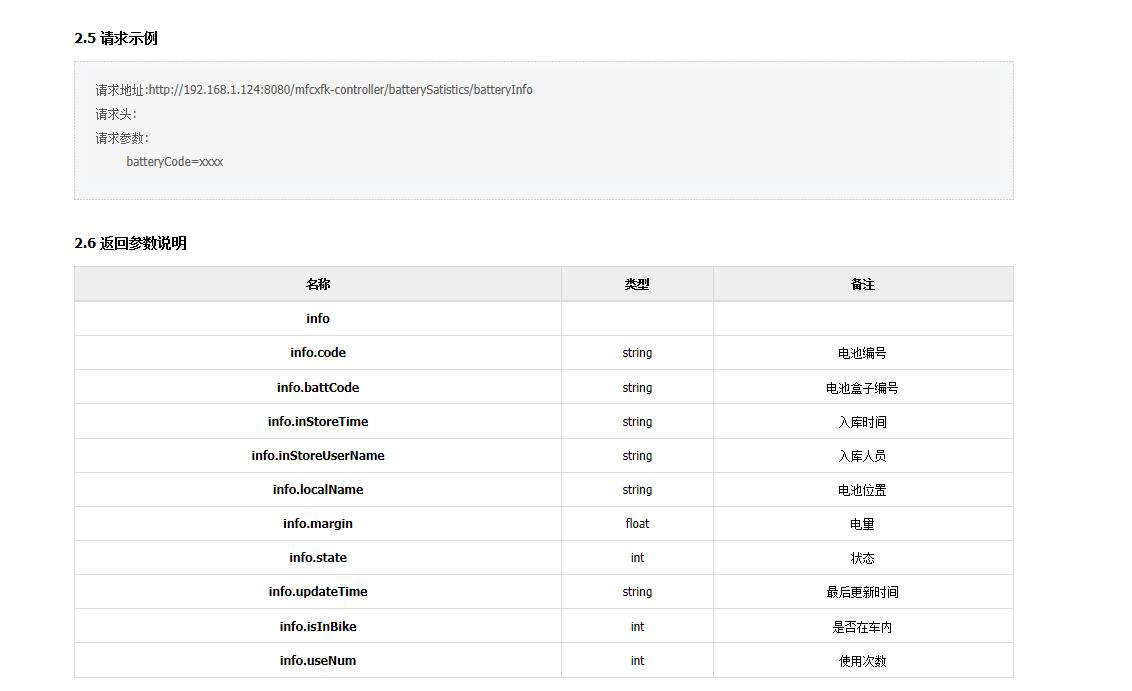 2.5 请求示例
请求地址:http://192.168.1.124:8080/mfcxfk-controller/batterySatistics/batteryInfo
请求头:
请求参数:
batteryCode=xxxx
2.6 返回参数说明
名称 类型 备注
info
info.code string 电池编号
info.battCode string 电池盒子编号
info.inStoreTime string 入库时间
info.inStoreUserName string 入库人员
info.localName string 电池位置
info.margin float 电量
info.state int 状态
info.updateTime string 最后更新时间
info.isInBike int 是否在车内
info.useNum int 使用次数